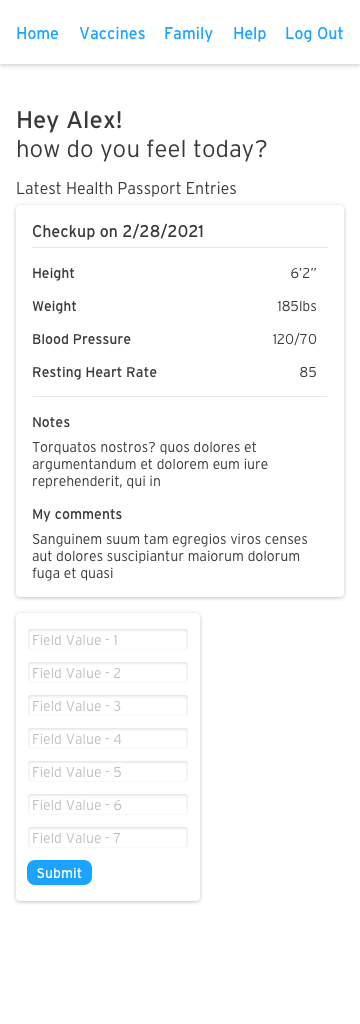 Home Vaccines Family Help Log Out
Hey Alex!
how do you feel today?
Latest Health Passport Entries
Checkup on 2/28/2021
Height 6’2”
Weight 185lbs
Blood Pressure 120/70
Resting Heart Rate 85
Notes
Torquatos nostros? quos dolores et
argumentandum et dolorem eum iure
reprehenderit, qui in
My comments
Sanguinem suum tam egregios viros censes
aut dolores suscipiantur maiorum dolorum
fuga et quasi
Field Value - 1
Field Value - 2
Field Value - 3
Field Value - 4
Field Value - 5
Field Value - 6
Field Value - 7
Submit